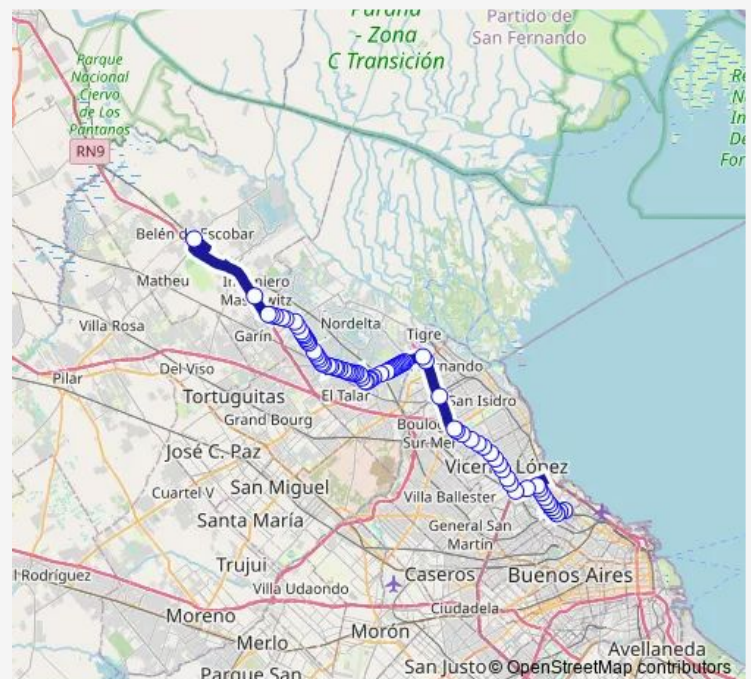 Paraná
- Zona
C Transición
Partido de
San Fernando
Parque
Nacional
Ciervo
de Los
Pantanos
RN9
Belén de Escobar
Matheu
Villa Rosa
Garín
Nordelta
Tigre
Pilar
Del Viso
El Talar
San Isidro
Tortuguitas
Grand Bourg
Boulog
Sur-Mer
José C. Paz
López
Cuartel V
San Miguel
Villa Ballester
Santa María
General San
Martín
Trujui
Rodríguez
Villa Udaondo
Caseros
Buenos Aires
Moreno
Ciudadela
Merlo
Morón
Avellaneda
Parque San
San Justo © OpenStreetMap contributors